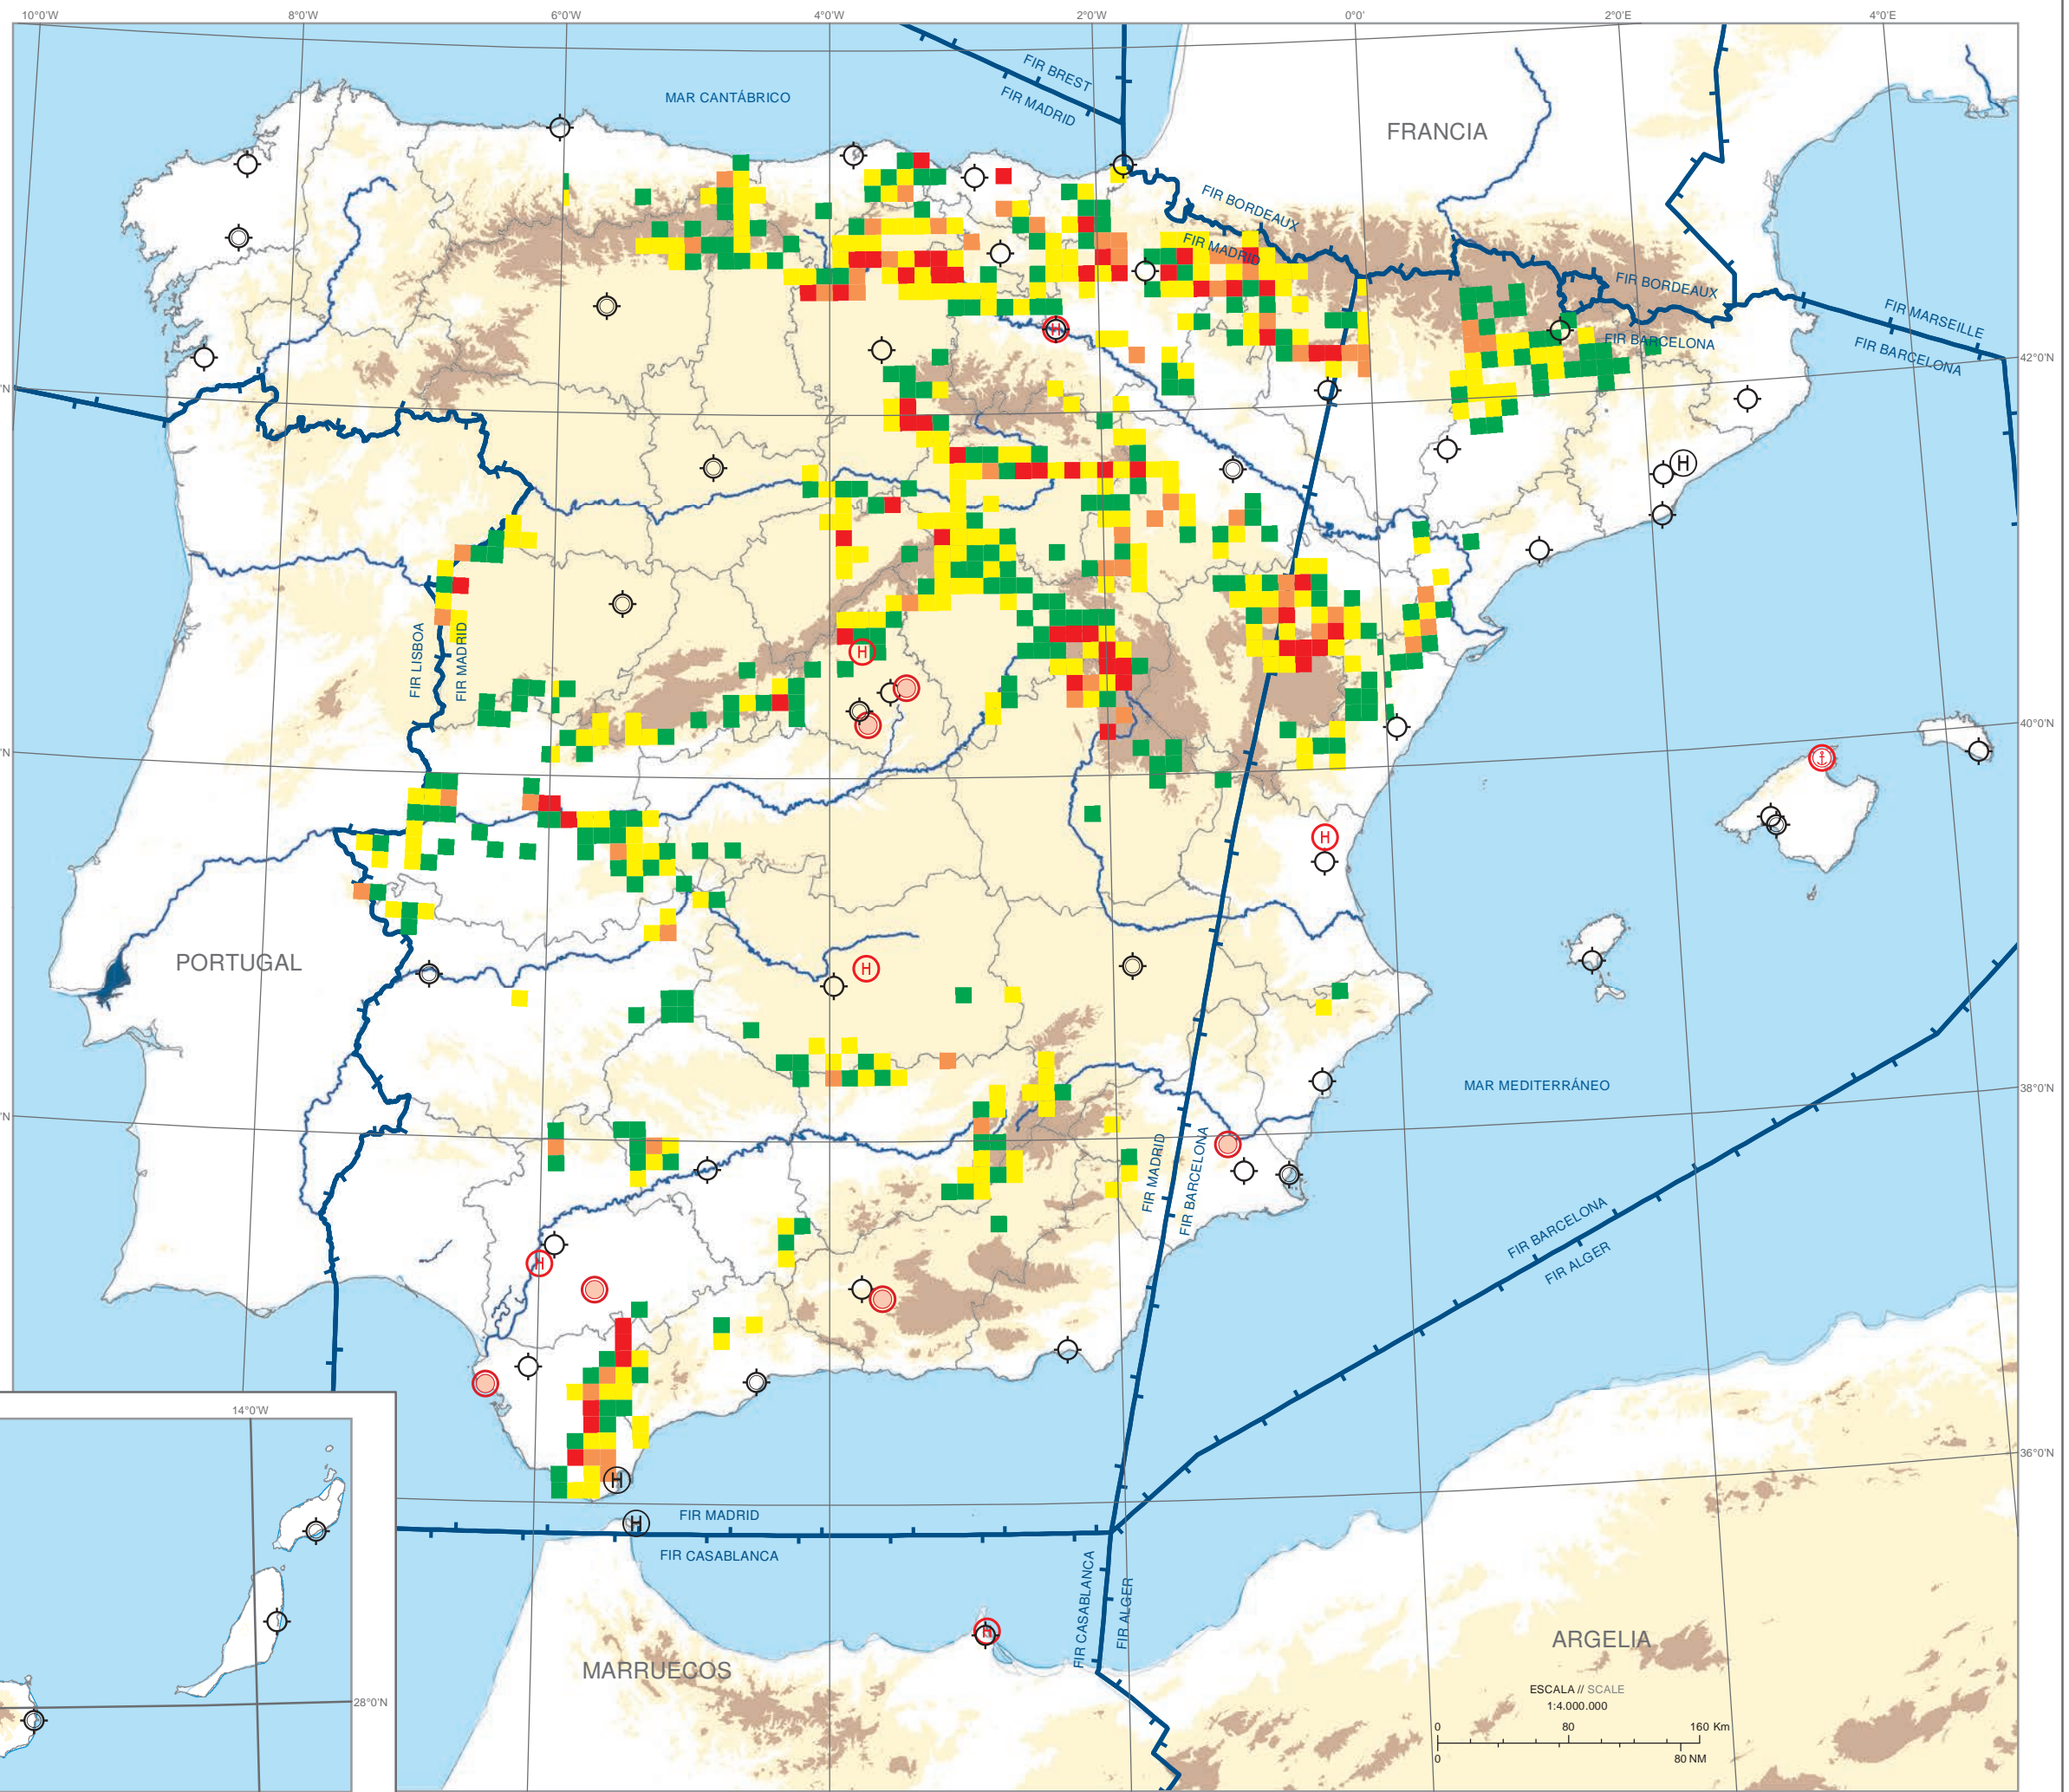 10°0'W 8°0'W 6°0'W 4°0'W 2°0'W 0°0' 2°0'E 4°0'E
FIR BREST
FIR MADRID
MAR CANTÁBRICO
FRANCIA
FIR BORDEAUX
FIR MADRID
FIR BORDEAUX
FIR BARCELONA
FIR MARSEILLE
FIR BARCELONA
42°0'N
H
H
FIR LISBOA
FIR MADRID
H
40°0'N
H
PORTUGAL
H
MAR MEDITERRÁNEO
38°0'N
FIR MADRID
FIR BARCELONA
FIR BARCELONA
FIR ALGER
H
14°0'W
36°0'N
H
H
FIR MADRID
FIR CASABLANCA
FIR CASABLANCA
FIR ALGER
H
ARGELIA
MARRUECOS
28°0'N
ESCALA // SCALE
1:4.000.000
0 80 160 Km
0 80 NM